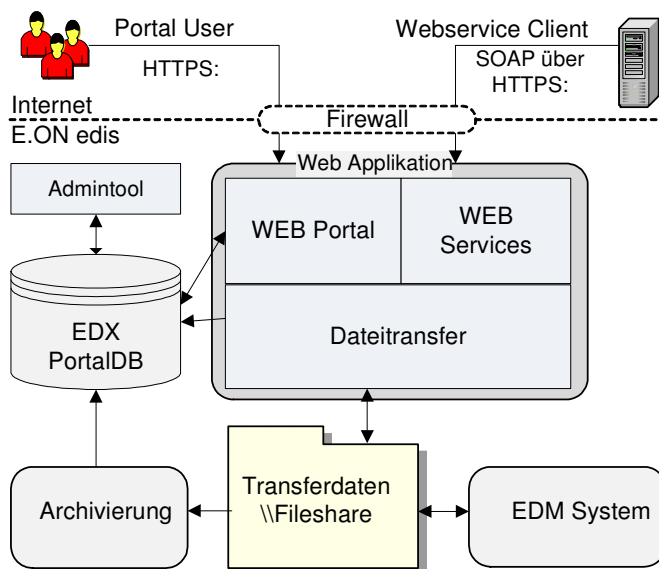 Portal User
HTTPS:
Webservice Client
SOAP über
HTTPS:
Internet
Firewall
E.ON edis
Web Applikation
Admintool
WEB Portal
WEB
Services
EDX
PortalDB
Dateitransfer
Archivierung
Transferdaten
\\Fileshare
EDM System